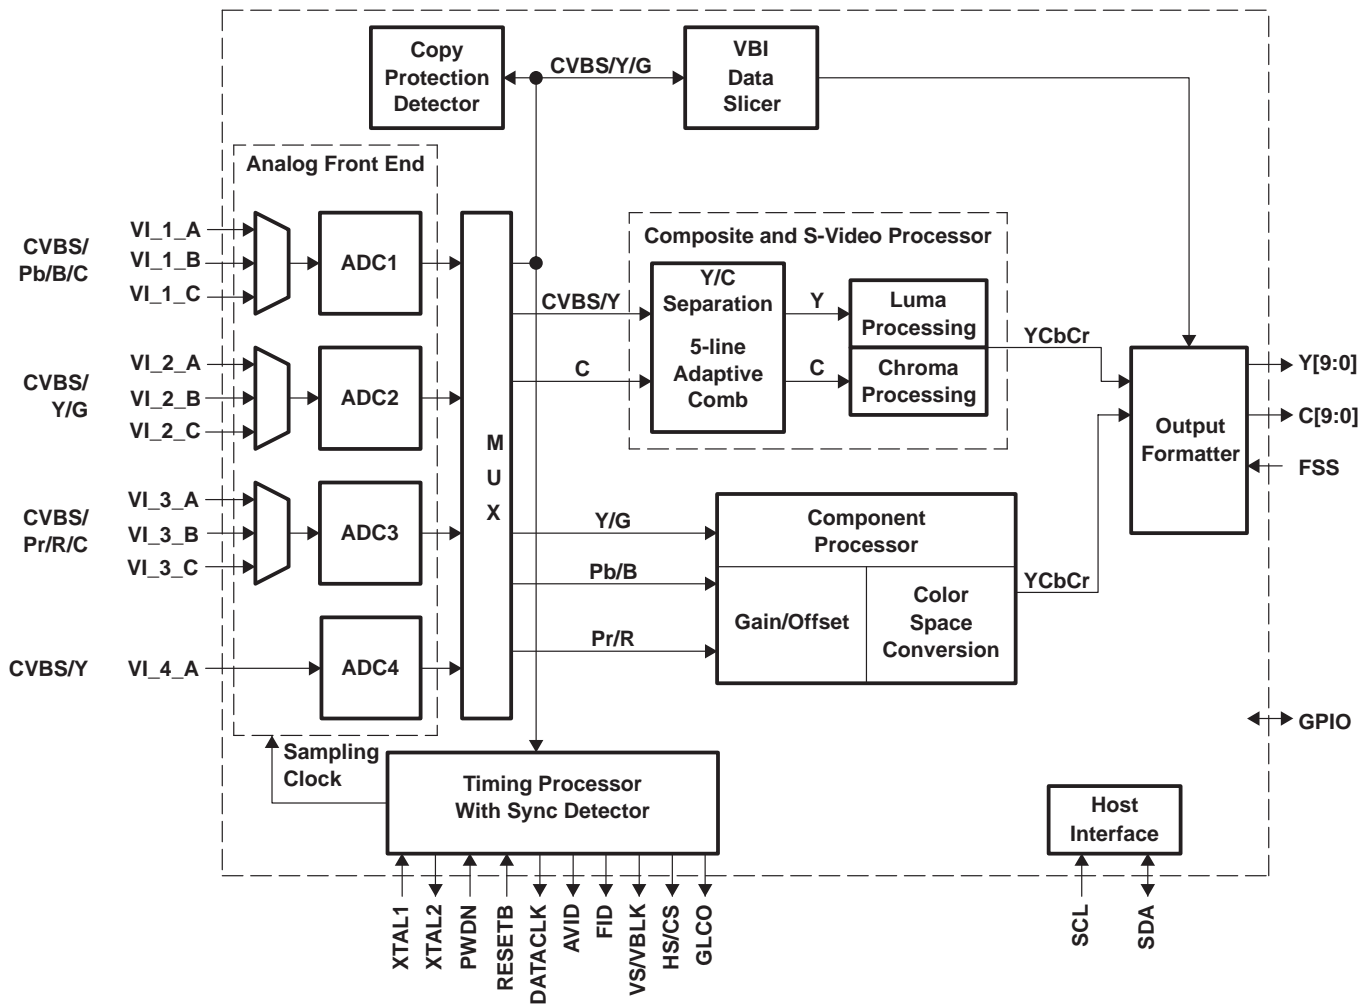 Copy
Protection
Detector
CVBS/Y/G
VBI
Data
Slicer
Analog Front End
CVBS/
Pb/B/C
VI_1_A
VI_1_B
VI_1_C
ADC1
CVBS/
Y/G
VI_2_A
VI_2_B
VI_2_C
ADC2
CVBS/
Pr/R/C
VI_3_A
VI_3_B
VI_3_C
ADC3
CVBS/Y
VI_4_A
ADC4
M
U
X
Composite and S-Video Processor
CVBS/Y
C
Y/C
Separation
5-line
Adaptive
Comb
Y
C
Luma
Processing
Chroma
Processing
YCbCr
Y/G
Pb/B
Pr/R
Component
Processor
Gain/Offset
Color
Space
Conversion
YCbCr
Output
Formatter
Y[9:0]
C[9:0]
FSS
GPIO
Sampling
Clock
Timing Processor
With Sync Detector
Host
Interface
XTAL1
XTAL2
PWDN
RESETB
DATACLK
AVID
FID
VS/VBLK
HS/CS
GLCO
SCL
SDA